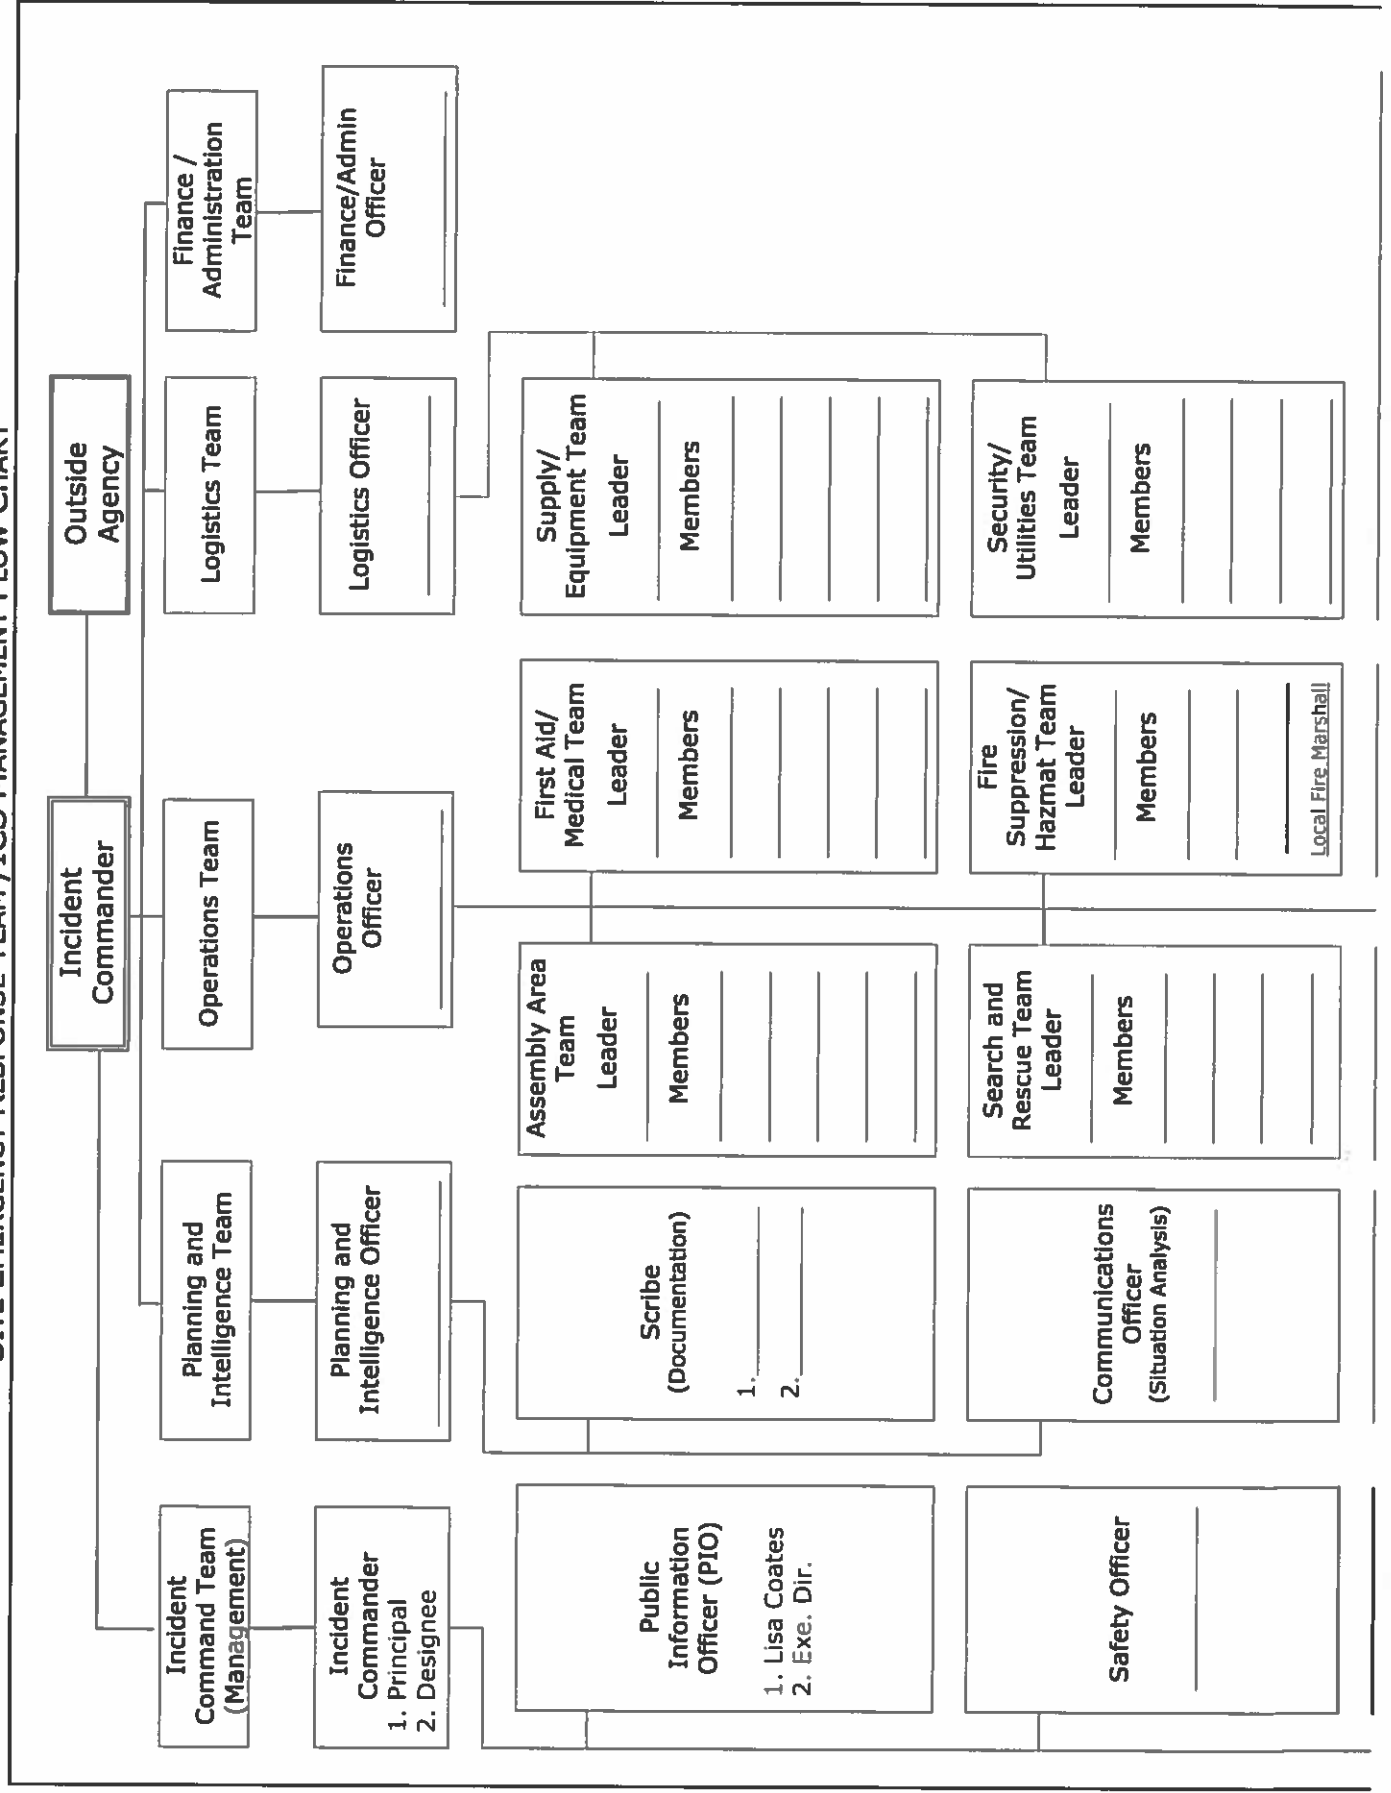 SITE EMERGENCY RESPONSE TEAM / ICS MANAGEMENT FLOW CHART
Incident
Commander
Outside
Agency
Incident
Command Team
(Management)
Planning and
Intelligence Team
Operations Team
Logistics Team
Finance /
Administration
Team
Incident
Commander
1. Principal
2. Designee
Planning and
Intelligence Officer
Operations
Officer
Logistics Officer
Finance/Admin
Officer
Public
Information
Officer (PIO)
1. Lisa Coates
2. Exe. Dir.
Scribe
(Documentation)
1.
2.
Assembly Area
Team
Leader
Members
First Aid/
Medical Team
Leader
Members
Supply/
Equipment Team
Leader
Members
Safety Officer
Communications
Officer
(Situation Analysis)
Search and
Rescue Team
Leader
Members
Fire
Suppression/
Hazmat Team
Leader
Members
Local Fire Marshall
Security/
Utilities Team
Leader
Members